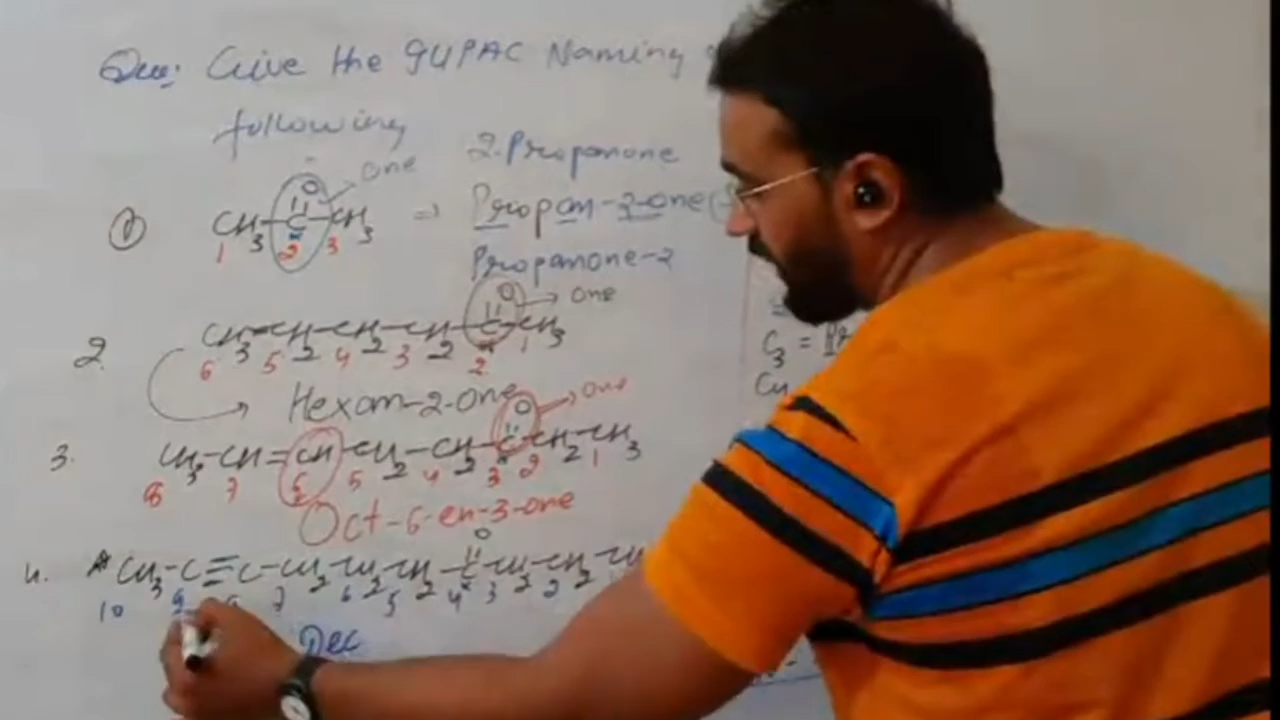 Que: Give the IUPAC Naming
following
one
2-Propanone
O
① CH3-C-CH3 ⇒ Propan-2-one(
1 2 3
Propanone-2
O → one
2. CH3-CH2-CH2-CH2-C-CH3
6 5 4 3 2 1
C3 =
Hexan-2-one
O → one
3. CH3-CH=CH-CH2-CH2-C-CH2-CH3
8 7 6 5 4 3 2 1
Oct-6-en-3-one
O
4. CH3-C≡C-CH2-CH2-CH2-C-CH2-CH2-
10 9 8 7 6 5 4 3 2
Dec